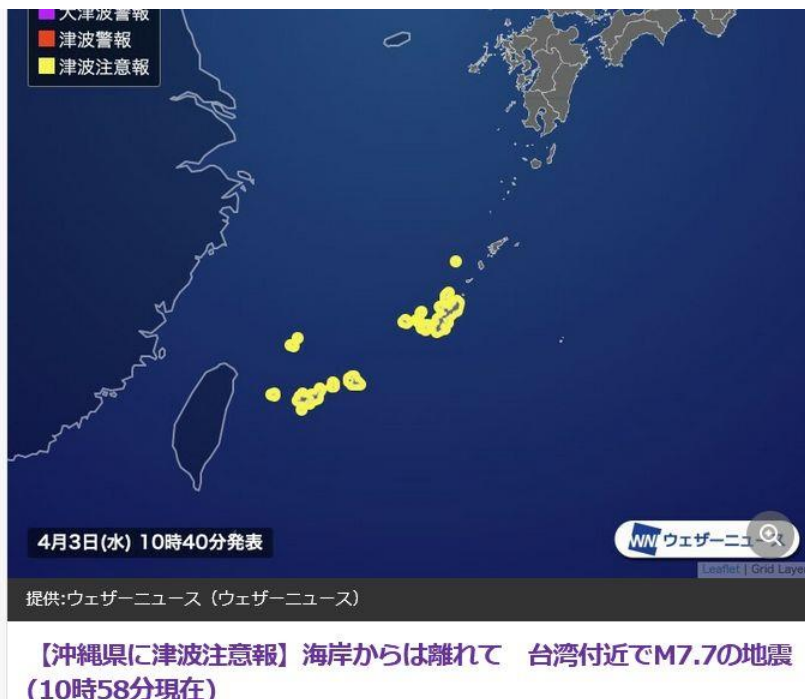 大津波警報
津波警報
津波注意報
4月3日(水) 10時40分発表
ウェザーニュース
Leaflet | Grid Laye
提供:ウェザーニュース（ウェザーニュース）
【沖縄県に津波注意報】海岸からは離れて　台湾付近でM7.7の地震
(10時58分現在)